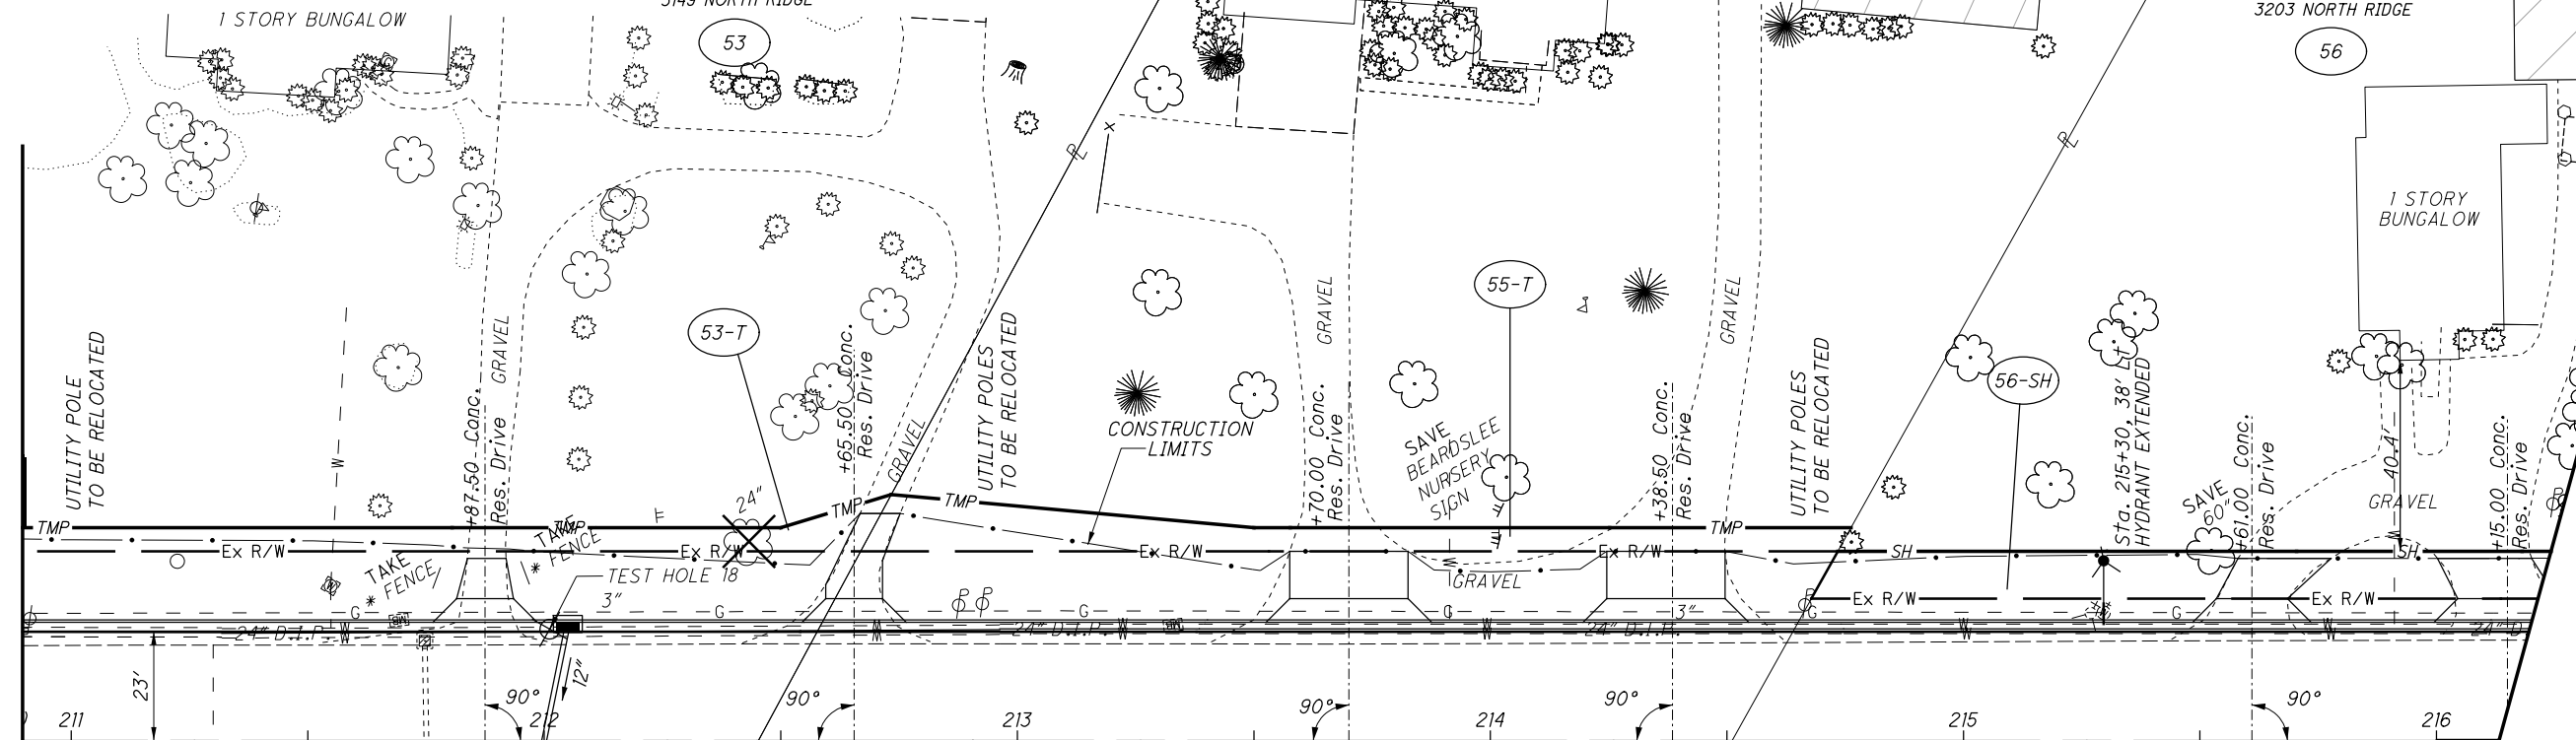 1 STORY BUNGALOW
3149 NORTH RIDGE
53
3203 NORTH RIDGE
56
1 STORY
BUNGALOW
UTILITY POLE
TO BE RELOCATED
W
+87.50 Conc.
Res. Drive
GRAVEL
53-T
24"
+65.50 Conc.
Res. Drive
GRAVEL
UTILITY POLES
TO BE RELOCATED
CONSTRUCTION
LIMITS
GRAVEL
+70.00 Conc.
Res. Drive
SAVE
BEARDSLEE
NURSERY
SIGN
55-T
GRAVEL
+38.50 Conc.
Res. Drive
UTILITY POLES
TO BE RELOCATED
56-SH
Sta. 215+30, 38' Lt
HYDRANT EXTENDED
SAVE
60"
+61.00 Conc.
Res. Drive
40.4'
GRAVEL
+15.00 Conc.
Res. Drive
TMP
TMP
TMP
TMP
TMP
Ex R/W
Ex R/W
Ex R/W
Ex R/W
SH
SH
TAKE
FENCE
TAKE
FENCE
TEST HOLE 18
3"
GRAVEL
3"
Ex R/W
Ex R/W
G
G
G
G
G
G
24" D.I.P.
W
W
24" D.I.P.
W
W
24" D.I.P.
W
W
24" D
23'
12"
90°
90°
90°
90°
90°
211
212
213
214
215
216